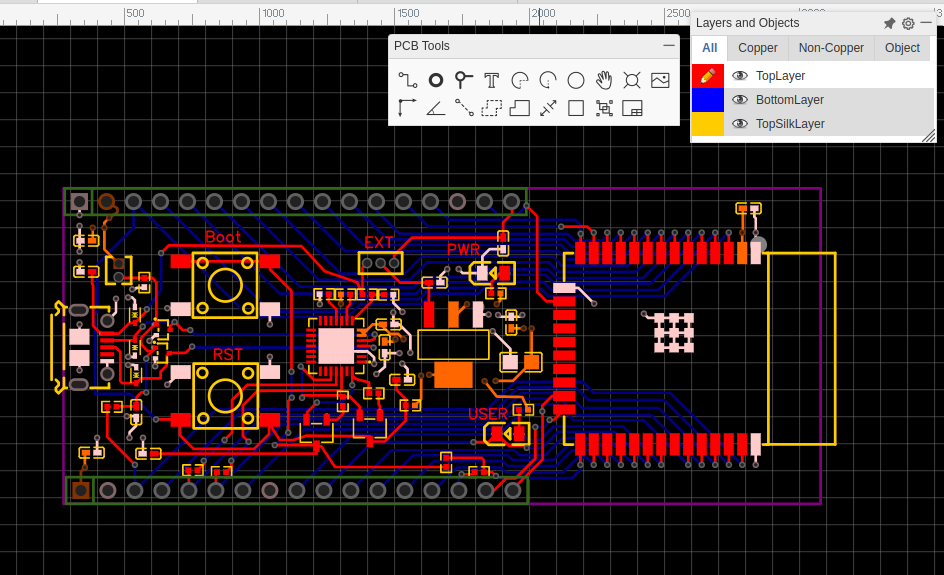 500
1000
1500
2000
2500
Layers and Objects
PCB Tools
All
Copper
Non-Copper
Object
TopLayer
BottomLayer
TopSilkLayer
T
Boot
EXT
PWR
RST
USER